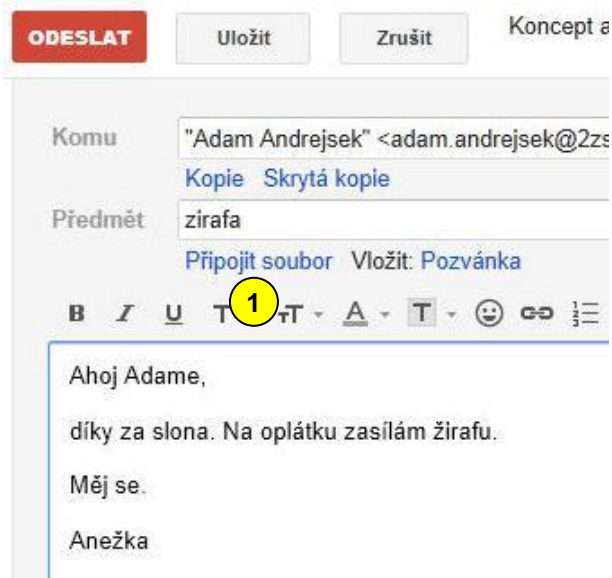 ODESLAT Uložit Zrušit Koncept
Komu "Adam Andrejsek" <adam.andrejsek@2zs
Kopie Skrytá kopie
Předmět zirafa
Připojit soubor Vložit: Pozvánka
B I U T 1 TT A T
Ahoj Adame,
díky za slona. Na oplátku zasílám žirafu.
Měj se.
Anežka